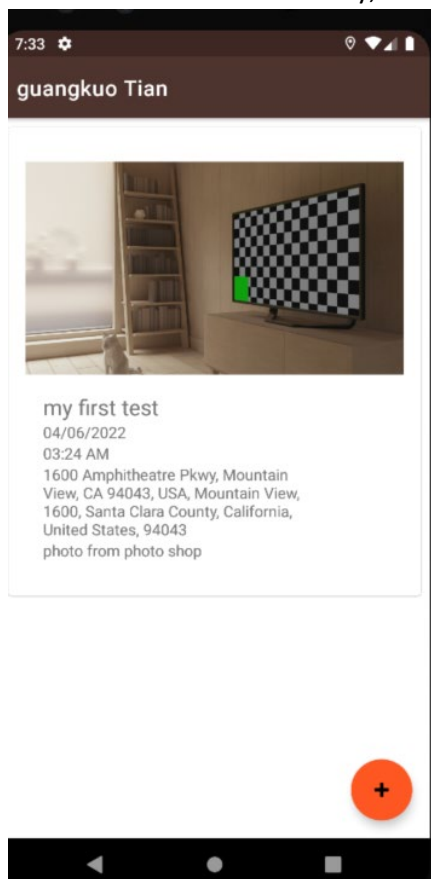 7:33
guangkuo Tian
my first test
04/06/2022
03:24 AM
1600 Amphitheatre Pkwy, Mountain
View, CA 94043, USA, Mountain View,
1600, Santa Clara County, California,
United States, 94043
photo from photo shop
+